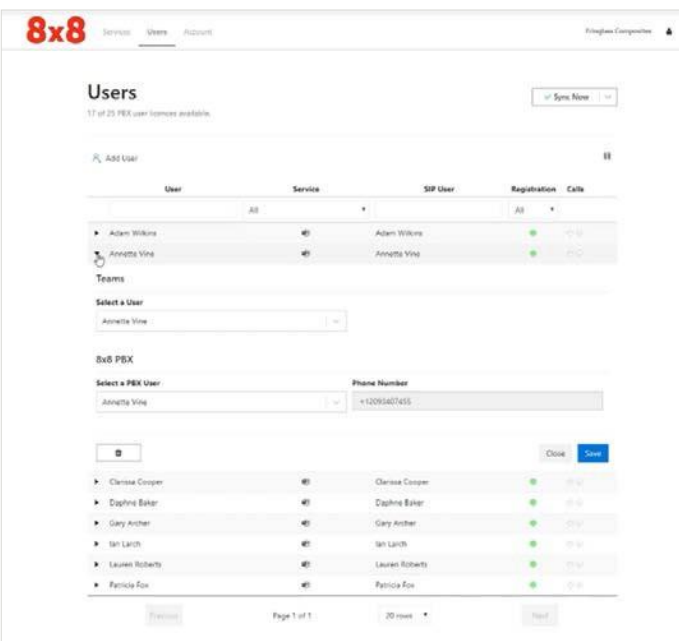 8x8 Services Users Account Fibreglass Composites
Users
Sync Now
17 of 25 PBX user licences available.
Add User
User Service SIP User Registration Calls
All All
Adam Wilkins Adam Wilkins
Annette Vine Annette Vine
Teams
Select a User
Annette Vine
8x8 PBX
Select a PBX User Phone Number
Annette Vine +12093407455
Close Save
Clarissa Cooper Clarissa Cooper
Daphne Baker Daphne Baker
Gary Archer Gary Archer
Ian Larch Ian Larch
Lauren Roberts Lauren Roberts
Patricia Fox Patricia Fox
Previous Page 1 of 1 20 rows Next